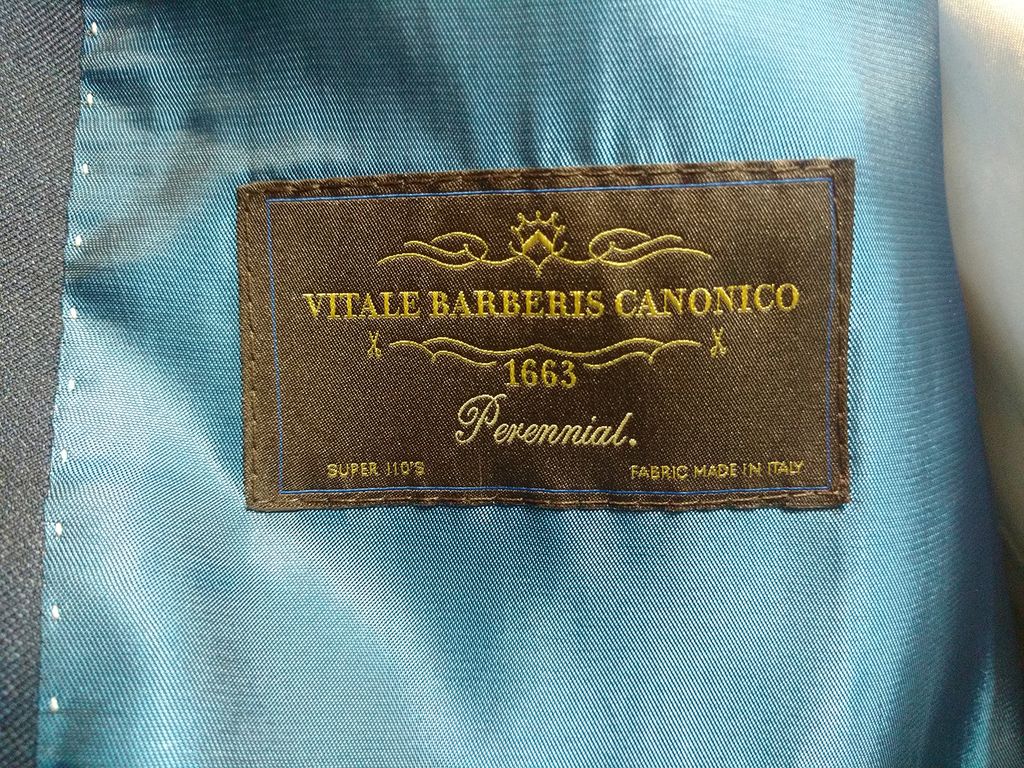 VITALE BARBERIS CANONICO
1663
Perennial.
SUPER 110'S
FABRIC MADE IN ITALY